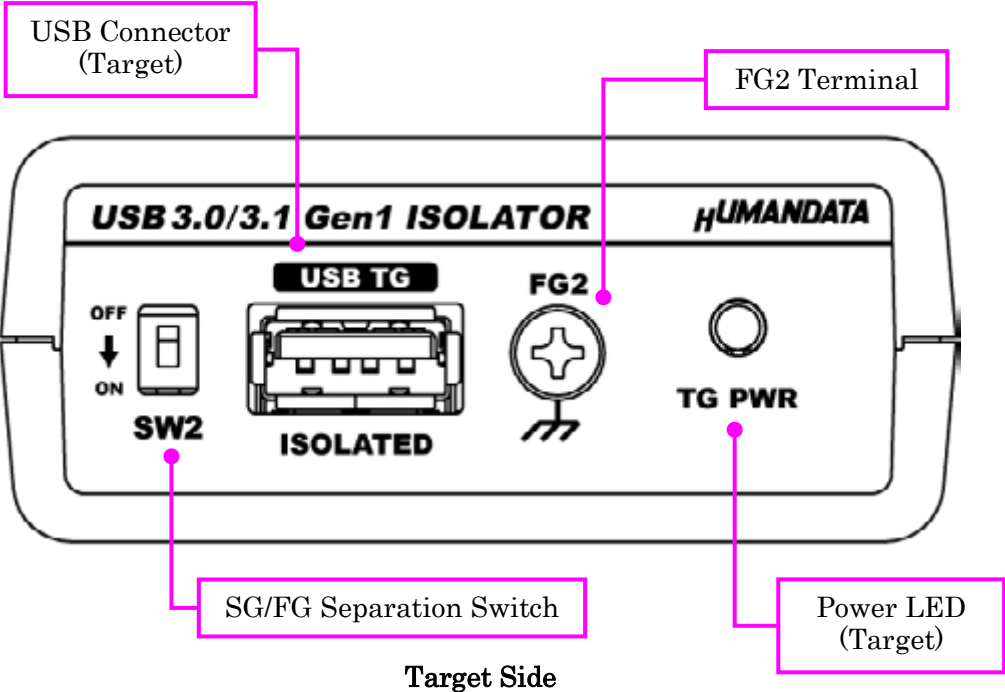 USB Connector
(Target)
FG2 Terminal
USB 3.0/3.1 Gen1 ISOLATOR
HUMANDATA
USB TG
FG2
OFF
ON
SW2
ISOLATED
TG PWR
SG/FG Separation Switch
Power LED
(Target)
Target Side